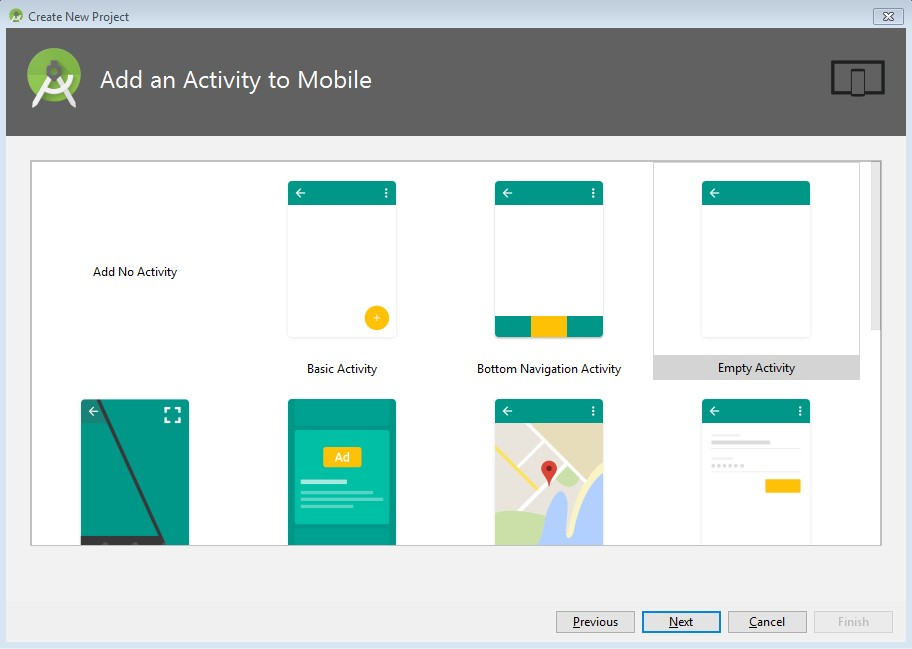 Create New Project
Add an Activity to Mobile
Add No Activity
Basic Activity
Bottom Navigation Activity
Empty Activity
Ad
Previous
Next
Cancel
Finish